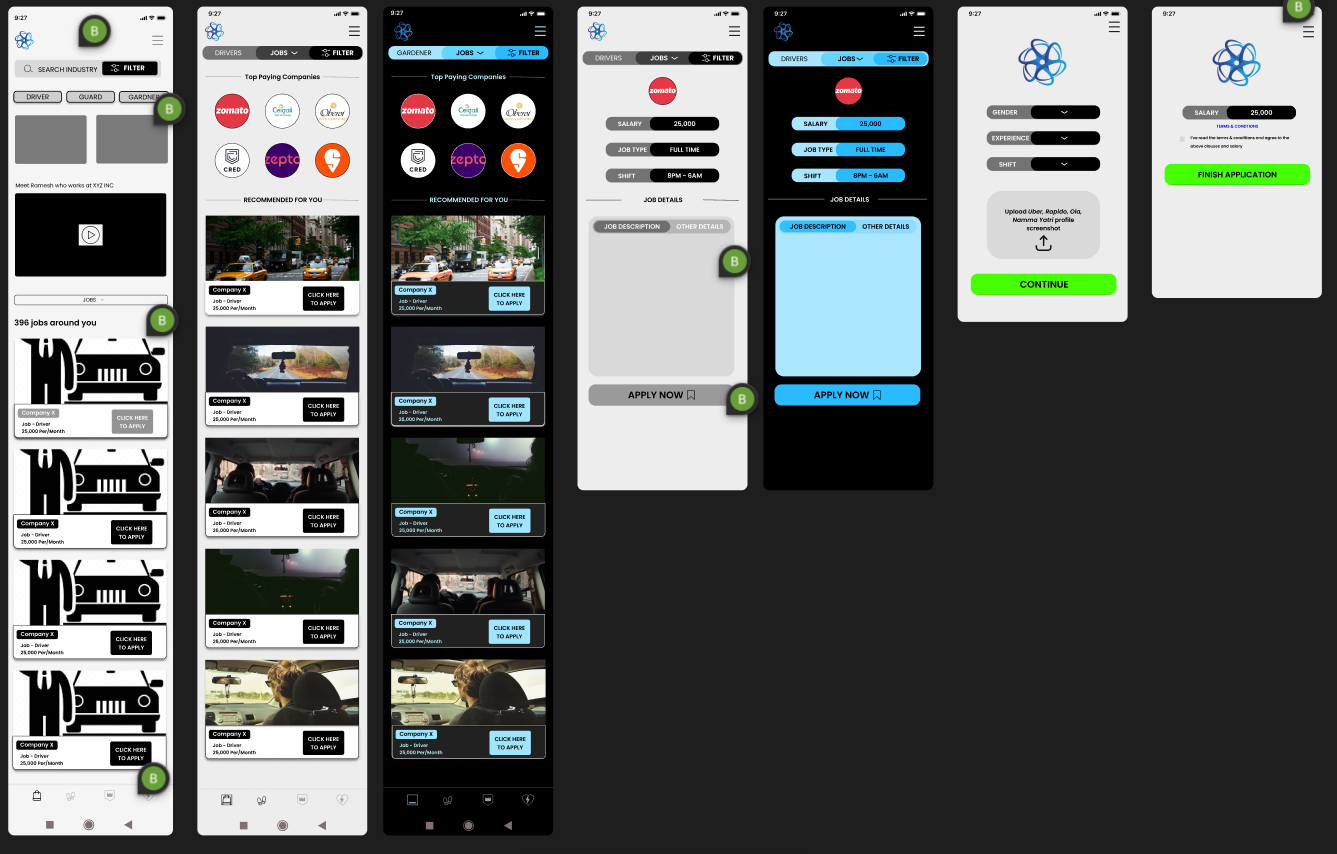 9:27
B
SEARCH INDUSTRY
FILTER
DRIVER
GUARD
GARDNER
B
Meet Ramesh who works at XYZ INC
JOBS
B
396 jobs around you
Company X
Job - Driver
25,000 Per/Month
CLICK HERE
TO APPLY
Company X
Job - Driver
25,000 Per/Month
CLICK HERE
TO APPLY
Company X
Job - Driver
25,000 Per/Month
CLICK HERE
TO APPLY
Company X
Job - Driver
25,000 Per/Month
CLICK HERE
TO APPLY
B
9:27
DRIVERS
JOBS
FILTER
Top Paying Companies
zomato
Ceigall
Oberoi
CRED
zepto
RECOMMENDED FOR YOU
Company X
Job - Driver
25,000 Per/Month
CLICK HERE
TO APPLY
Company X
Job - Driver
25,000 Per/Month
CLICK HERE
TO APPLY
Company X
Job - Driver
25,000 Per/Month
CLICK HERE
TO APPLY
Company X
Job - Driver
25,000 Per/Month
CLICK HERE
TO APPLY
Company X
Job - Driver
25,000 Per/Month
CLICK HERE
TO APPLY
9:27
GARDENER
JOBS
FILTER
Top Paying Companies
zomato
Ceigall
Oberoi
CRED
zepto
RECOMMENDED FOR YOU
Company X
Job - Driver
25,000 Per/Month
CLICK HERE
TO APPLY
Company X
Job - Driver
25,000 Per/Month
CLICK HERE
TO APPLY
Company X
Job - Driver
25,000 Per/Month
CLICK HERE
TO APPLY
Company X
Job - Driver
25,000 Per/Month
CLICK HERE
TO APPLY
Company X
Job - Driver
25,000 Per/Month
CLICK HERE
TO APPLY
9:27
DRIVERS
JOBS
FILTER
zomato
SALARY
25,000
JOB TYPE
FULL TIME
SHIFT
8PM - 6AM
JOB DETAILS
JOB DESCRIPTION
OTHER DETAILS
B
APPLY NOW
B
9:27
DRIVERS
JOBS
FILTER
zomato
SALARY
25,000
JOB TYPE
FULL TIME
SHIFT
8PM - 6AM
JOB DETAILS
JOB DESCRIPTION
OTHER DETAILS
APPLY NOW
9:27
GENDER
EXPERIENCE
SHIFT
Upload Uber, Rapido, Ola,
Namma Yatri profile
screenshot
CONTINUE
9:27
B
SALARY
25,000
TERMS & CONDITIONS
I've read the terms & conditions and agree to the
above clauses and salary
FINISH APPLICATION